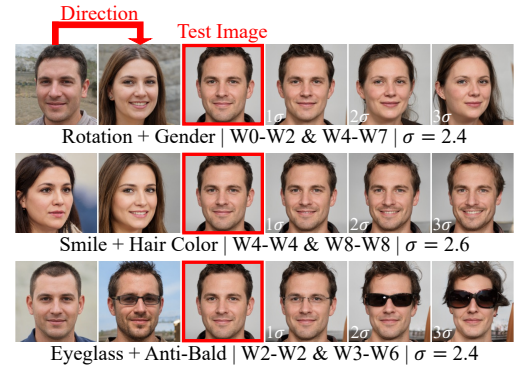 Direction Test Image
1σ 2σ 3σ
Rotation + Gender | W0-W2 & W4-W7 | σ = 2.4
1σ 2σ 3σ
Smile + Hair Color | W4-W4 & W8-W8 | σ = 2.6
1σ 2σ 3σ
Eyeglass + Anti-Bald | W2-W2 & W3-W6 | σ = 2.4